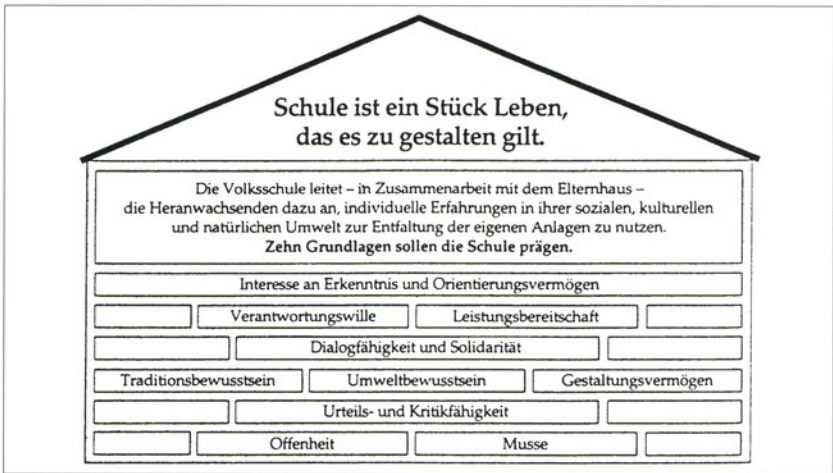 Schule ist ein Stück Leben,
das es zu gestalten gilt.
Die Volksschule leitet – in Zusammenarbeit mit dem Elternhaus –
die Heranwachsenden dazu an, individuelle Erfahrungen in ihrer sozialen, kulturellen
und natürlichen Umwelt zur Entfaltung der eigenen Anlagen zu nutzen.
Zehn Grundlagen sollen die Schule prägen.
Interesse an Erkenntnis und Orientierungsvermögen
Verantwortungswille Leistungsbereitschaft
Dialogfähigkeit und Solidarität
Traditionsbewusstsein Umweltbewusstsein Gestaltungsvermögen
Urteils- und Kritikfähigkeit
Offenheit Musse